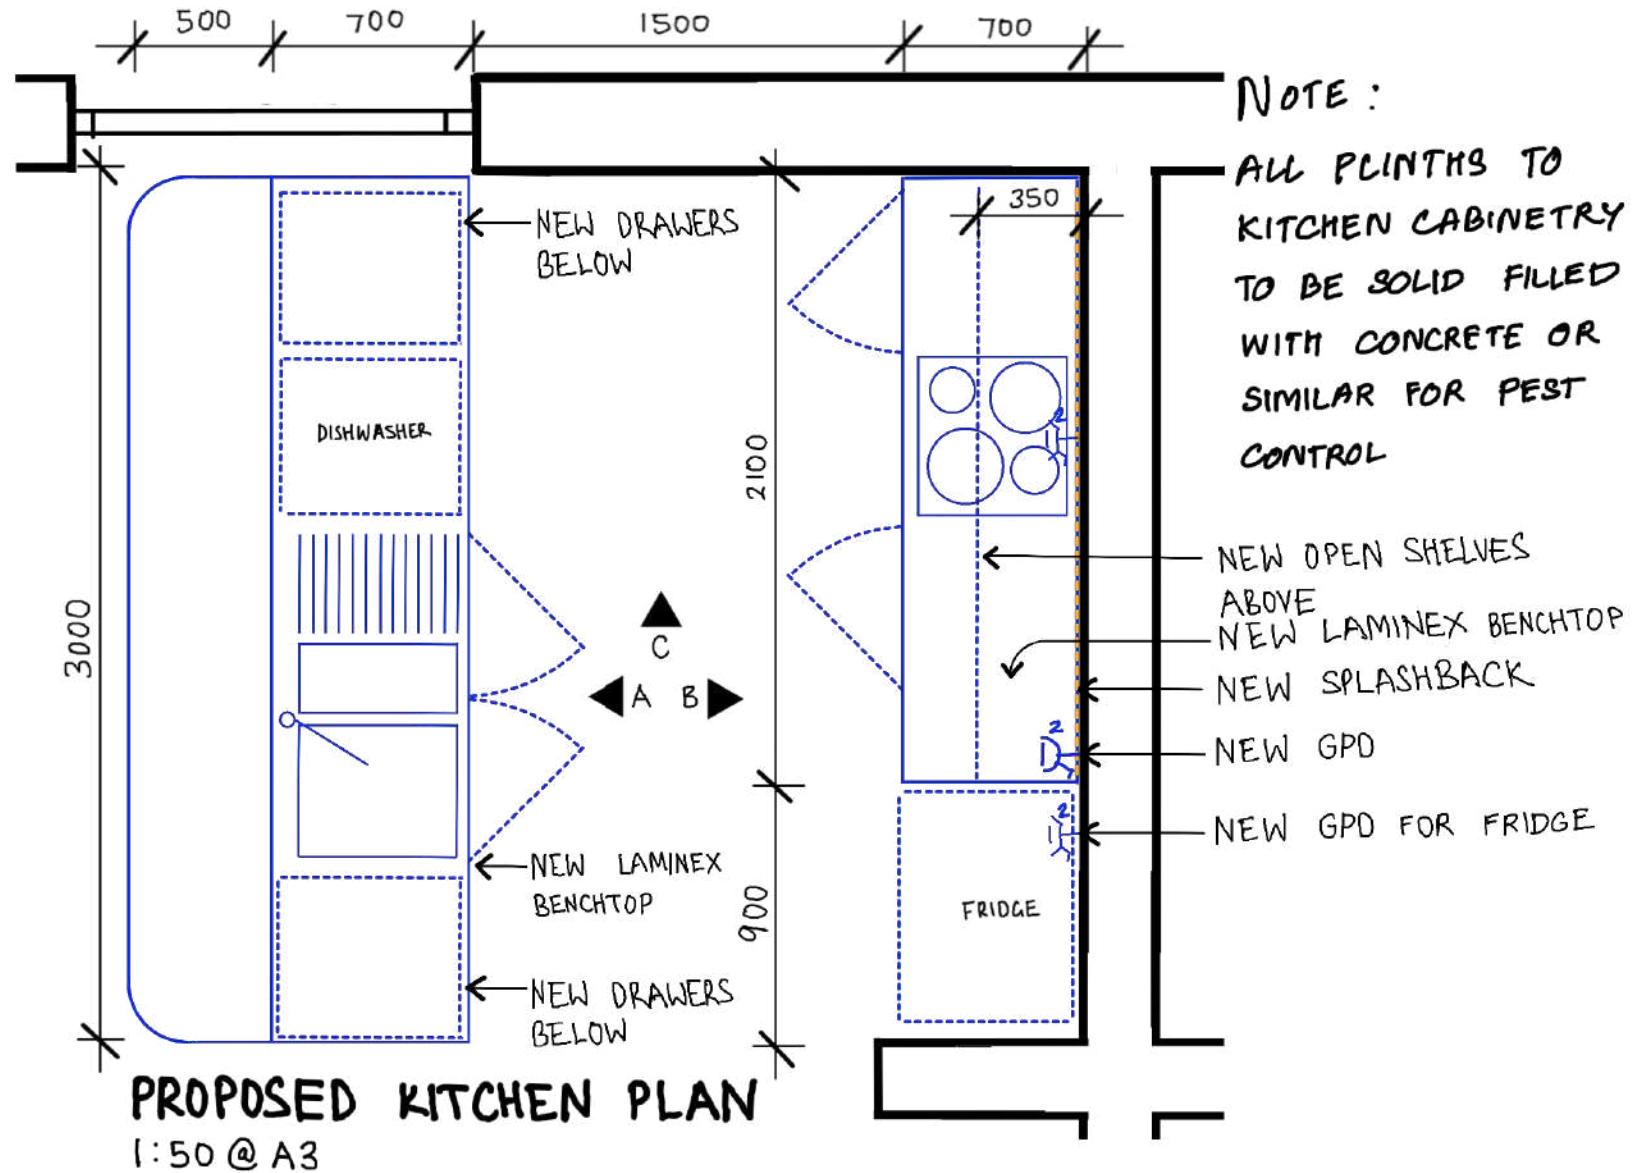 500
700
1500
700
NOTE :
ALL PLINTHS TO
KITCHEN CABINETRY
TO BE SOLID FILLED
WITH CONCRETE OR
SIMILAR FOR PEST
CONTROL
350
NEW DRAWERS
BELOW
DISHWASHER
2
3000
2100
C
A B
NEW OPEN SHELVES
ABOVE
NEW LAMINEX BENCHTOP
NEW SPLASHBACK
2
NEW GPO
2
NEW GPO FOR FRIDGE
NEW LAMINEX
BENCHTOP
900
FRIDGE
NEW DRAWERS
BELOW
PROPOSED KITCHEN PLAN
1:50 @ A3